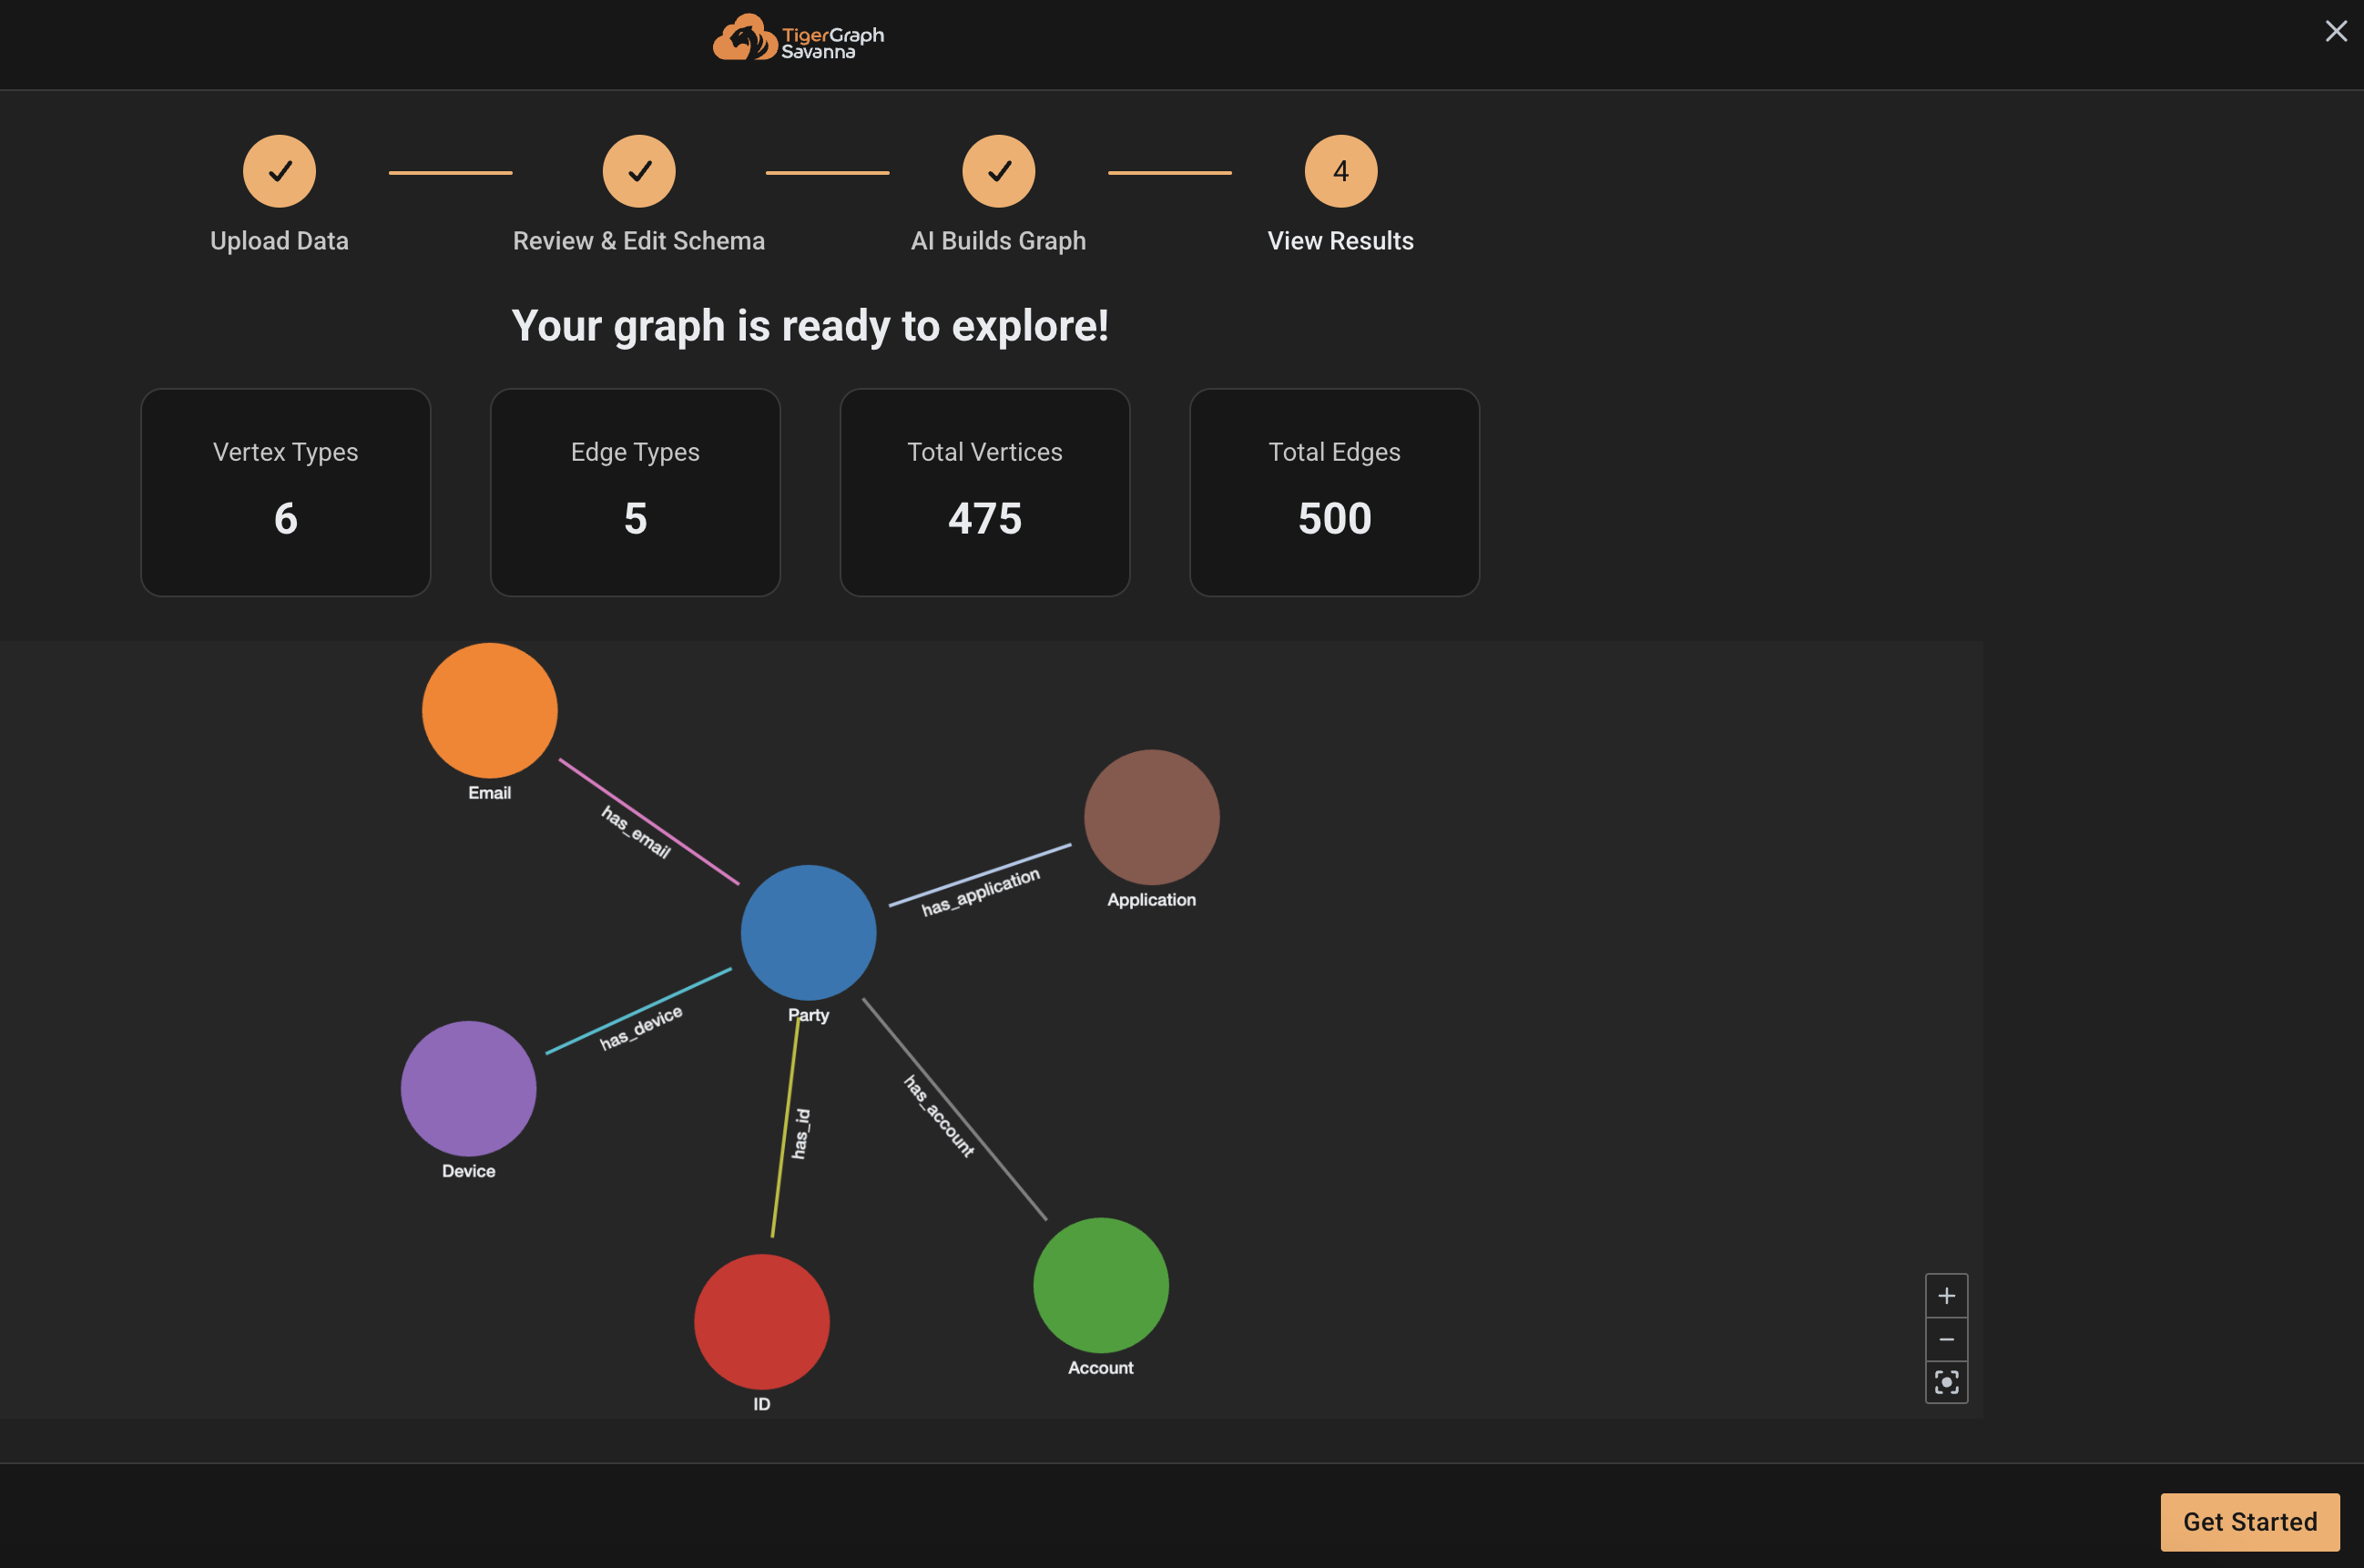 TigerGraph
Savanna
4
Upload Data
Review & Edit Schema
AI Builds Graph
View Results
Your graph is ready to explore!
Vertex Types
Edge Types
Total Vertices
Total Edges
6
5
475
500
Email
has_email
Application
has_application
Party
has_device
Device
has_id
has_account
Account
ID
Get Started